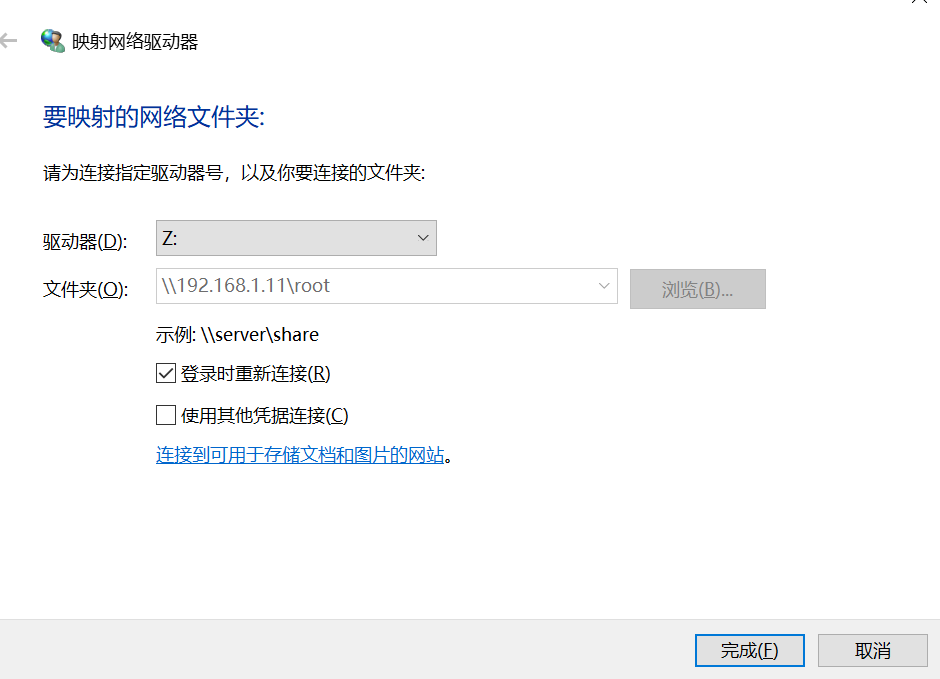 映射网络驱动器
要映射的网络文件夹:
请为连接指定驱动器号，以及你要连接的文件夹:
驱动器(D): Z:
文件夹(O): \\192.168.1.11\root 浏览(B)...
示例: \\server\share
登录时重新连接(R)
使用其他凭据连接(C)
连接到可用于存储文档和图片的网站。
完成(F) 取消